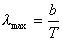 λmax = b/T